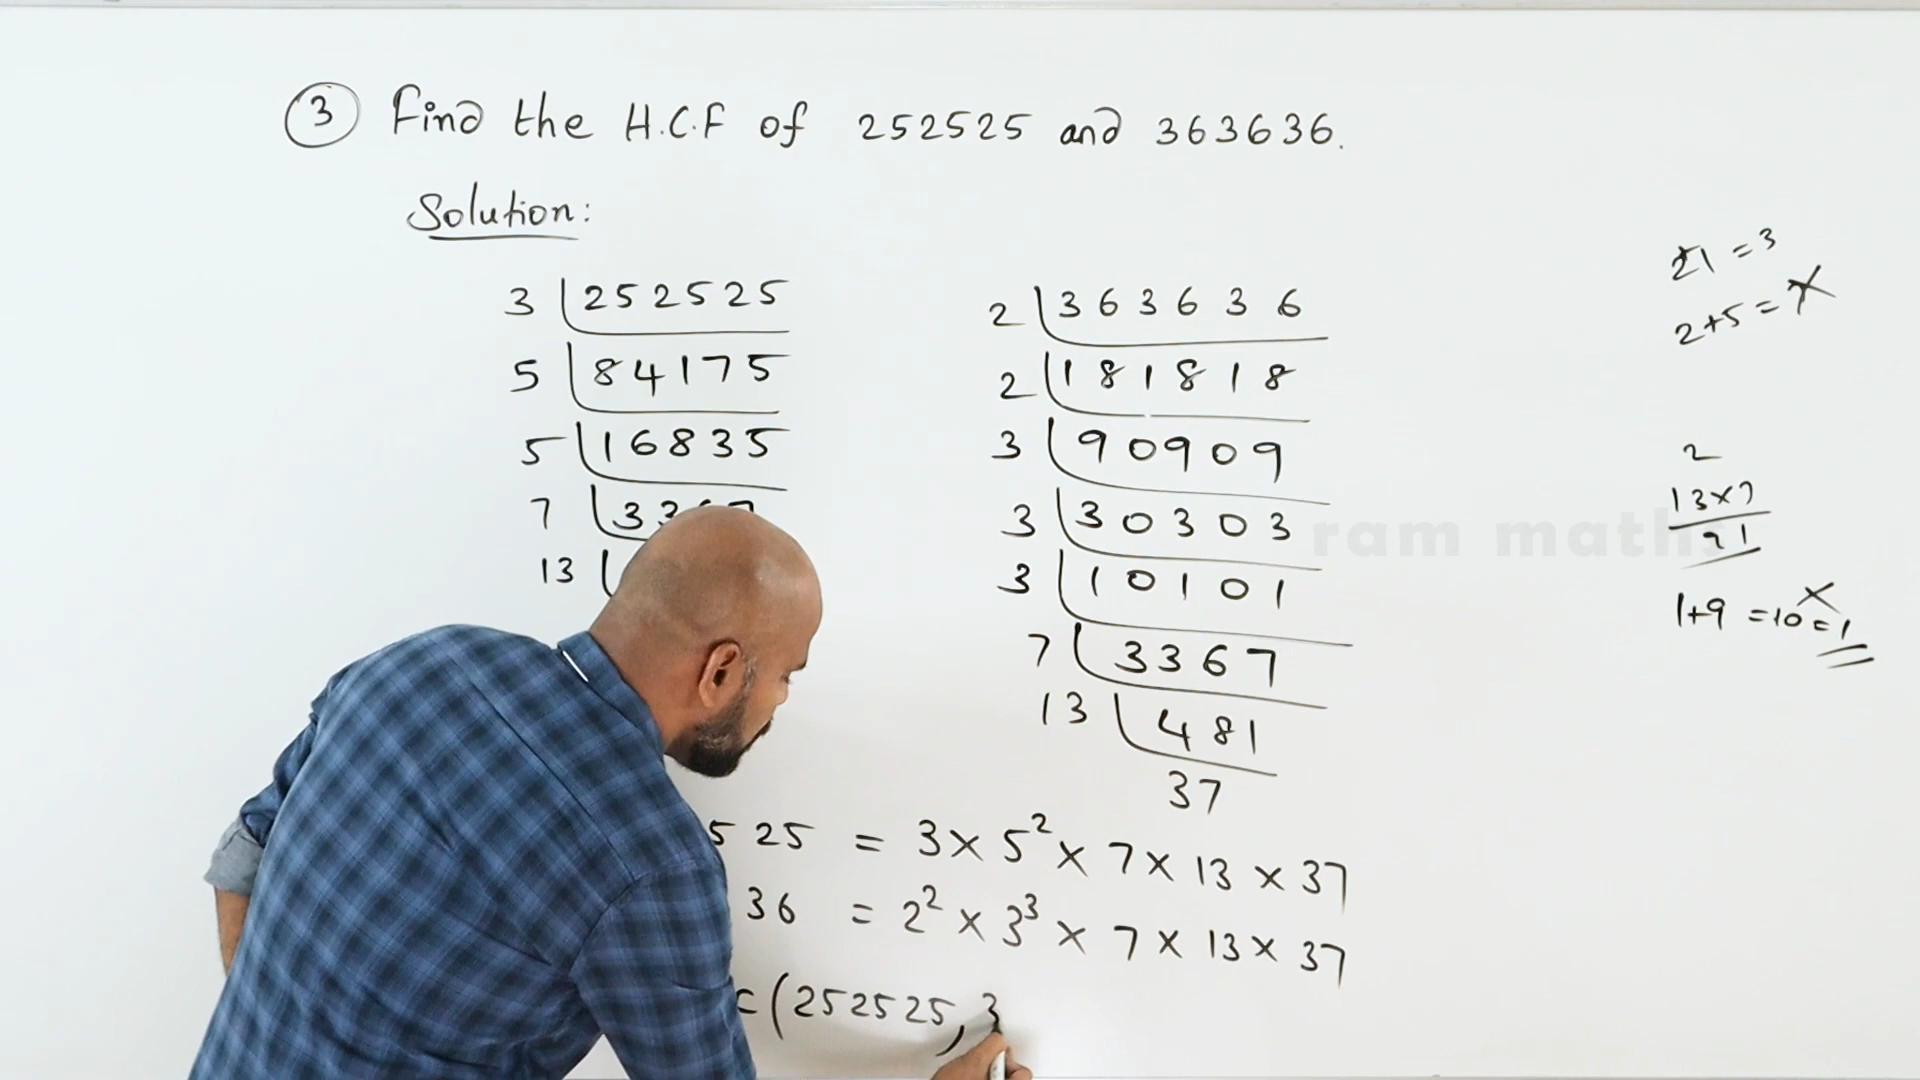 3 Find the H.C.F of 252525 and 363636.
Solution:
3 252525
5 84175
5 16835
7
13
2 363636
2 181818
3 90909
3 30303
3 10101
7 3367
13 481
37
525 = 3 × 5² × 7 × 13 × 37
36 = 2² × 3³ × 7 × 13 × 37
(252525, 3
21 = 3
2+5 = 7
2
13×7
91
1+9 = 10 = 1
ram maths